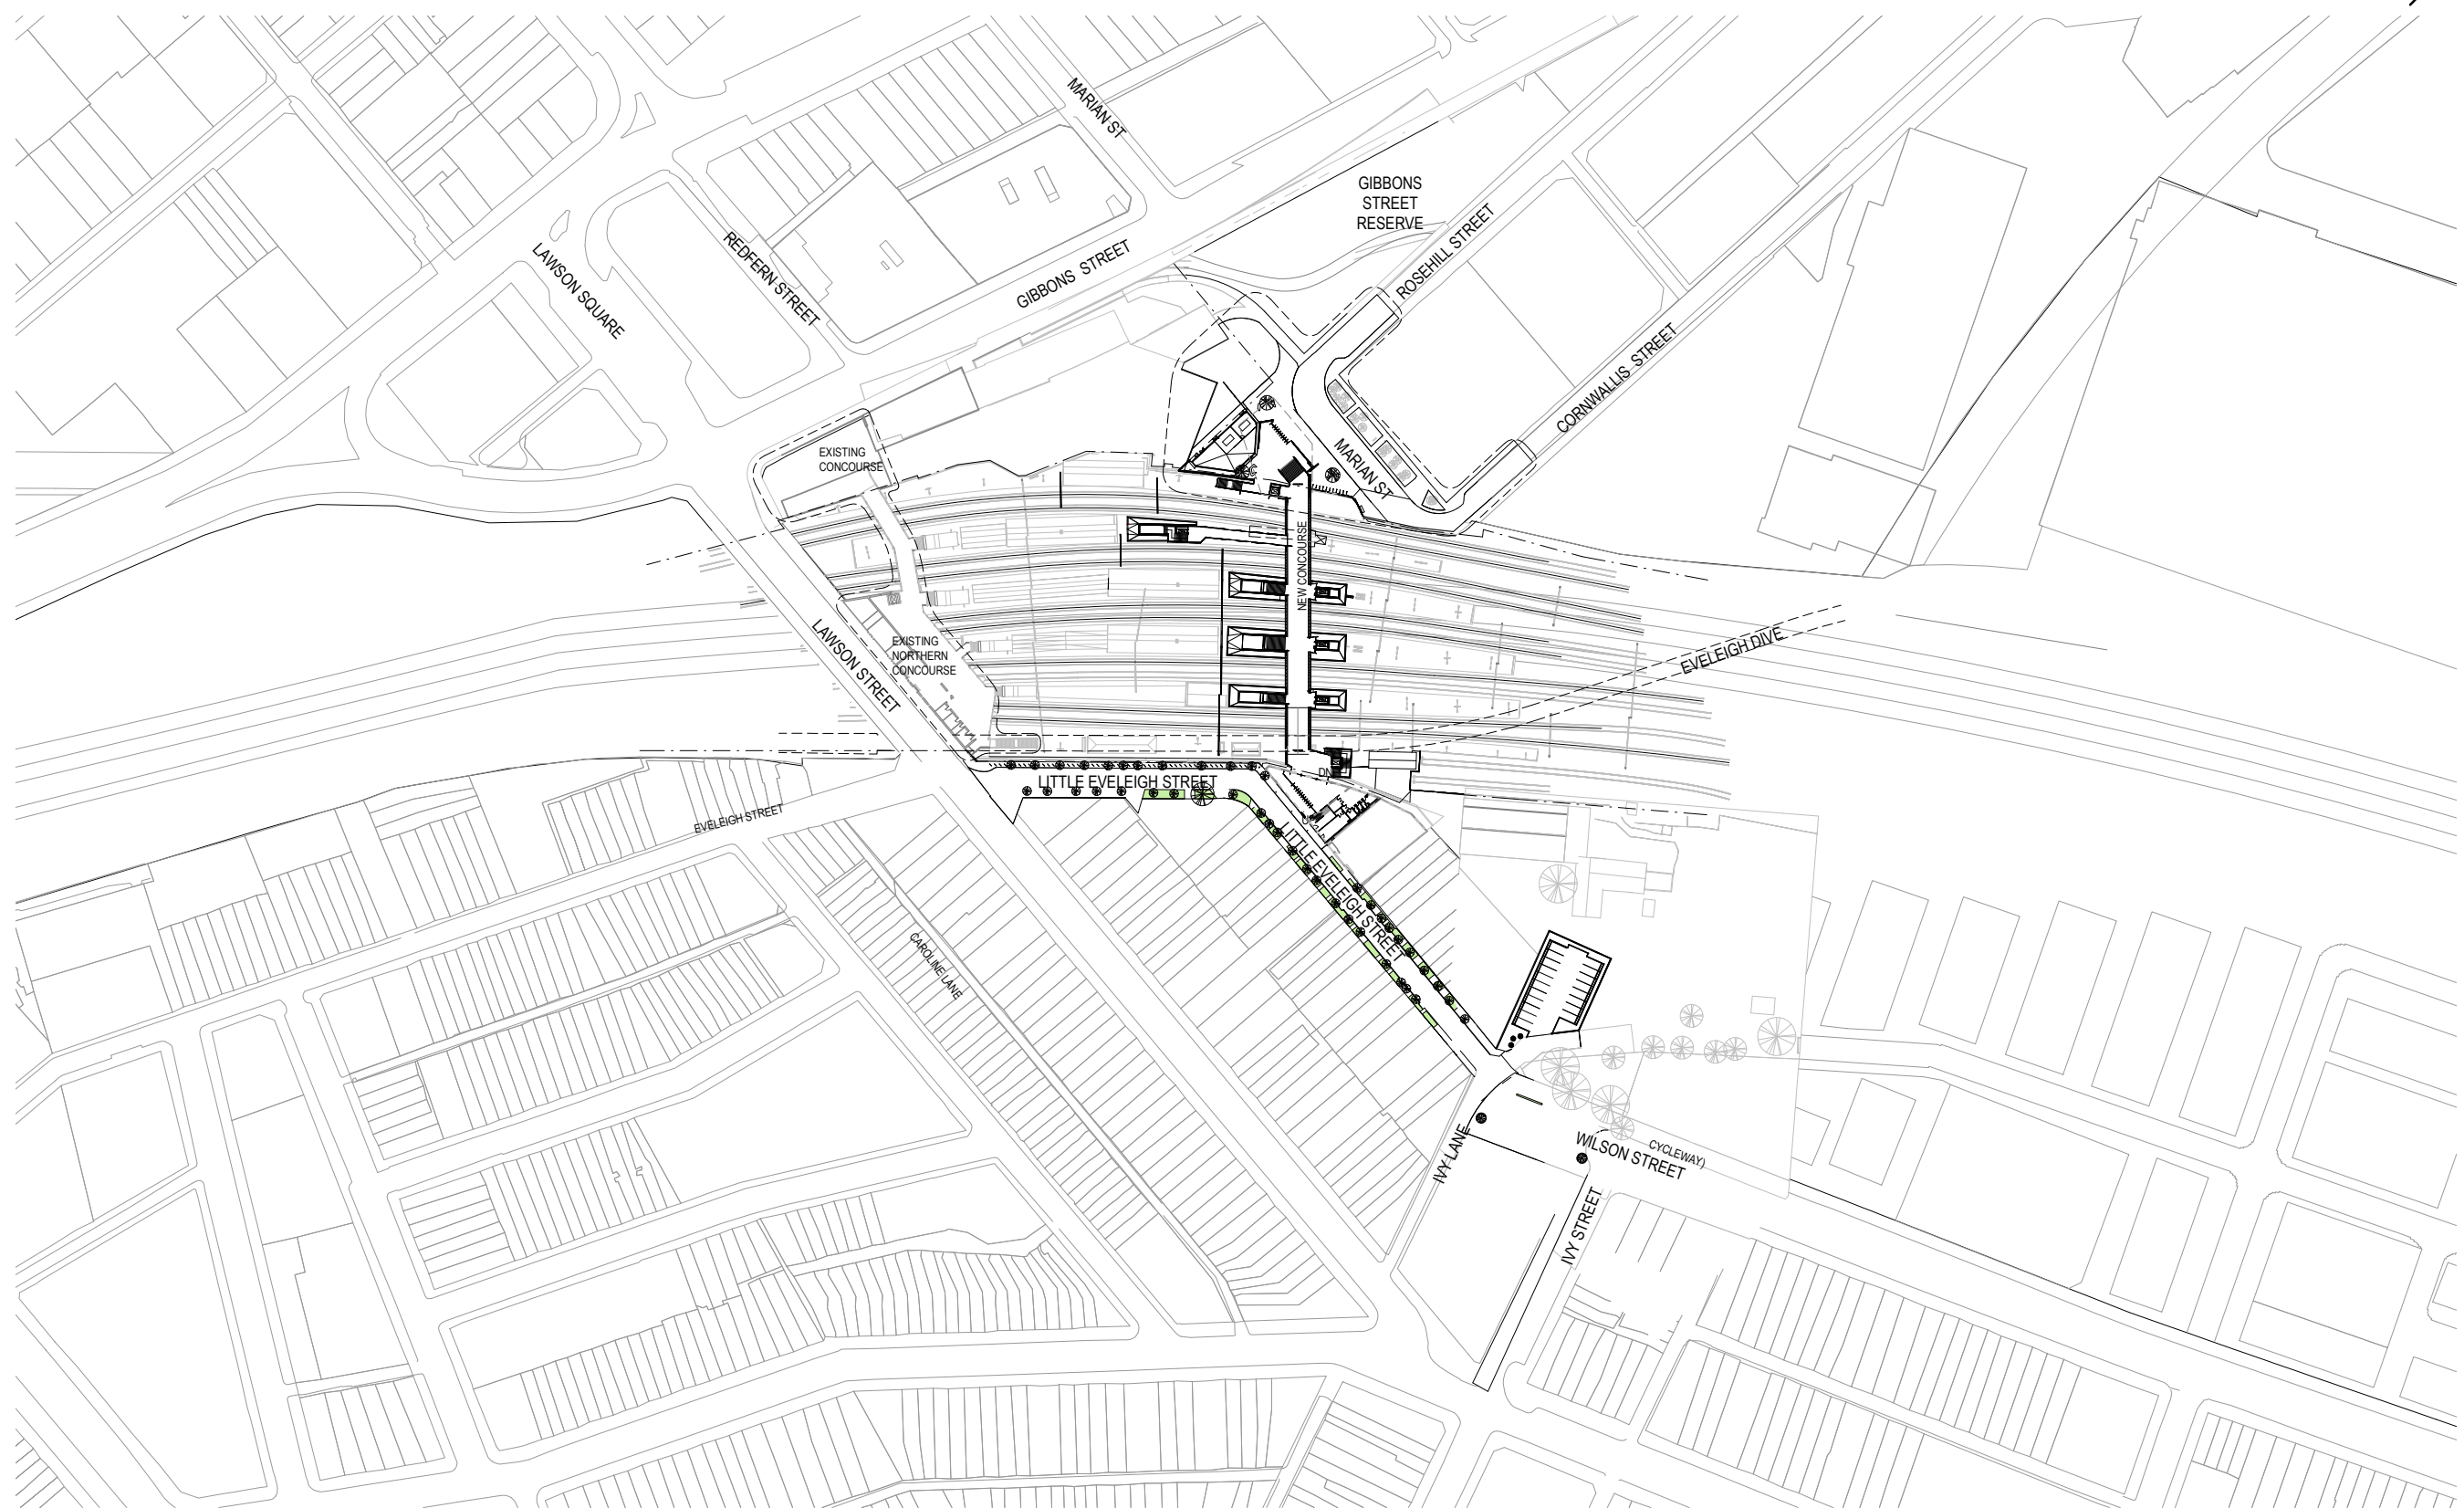 MARIAN ST
GIBBONS
STREET
RESERVE
LAWSON SQUARE
REDFERN STREET
GIBBONS STREET
ROSEHILL STREET
CORNWALLIS STREET
EXISTING
CONCOURSE
MARIAN ST
NEW CONCOURSE
LAWSON STREET
EXISTING
NORTHERN
CONCOURSE
EVELEIGH DIVE
DN
LITTLE EVELEIGH STREET
EVELEIGH STREET
LITTLE EVELEIGH STREET
CAROLINE LANE
IVY LANE
CYCLEWAY)
WILSON STREET
IVY STREET